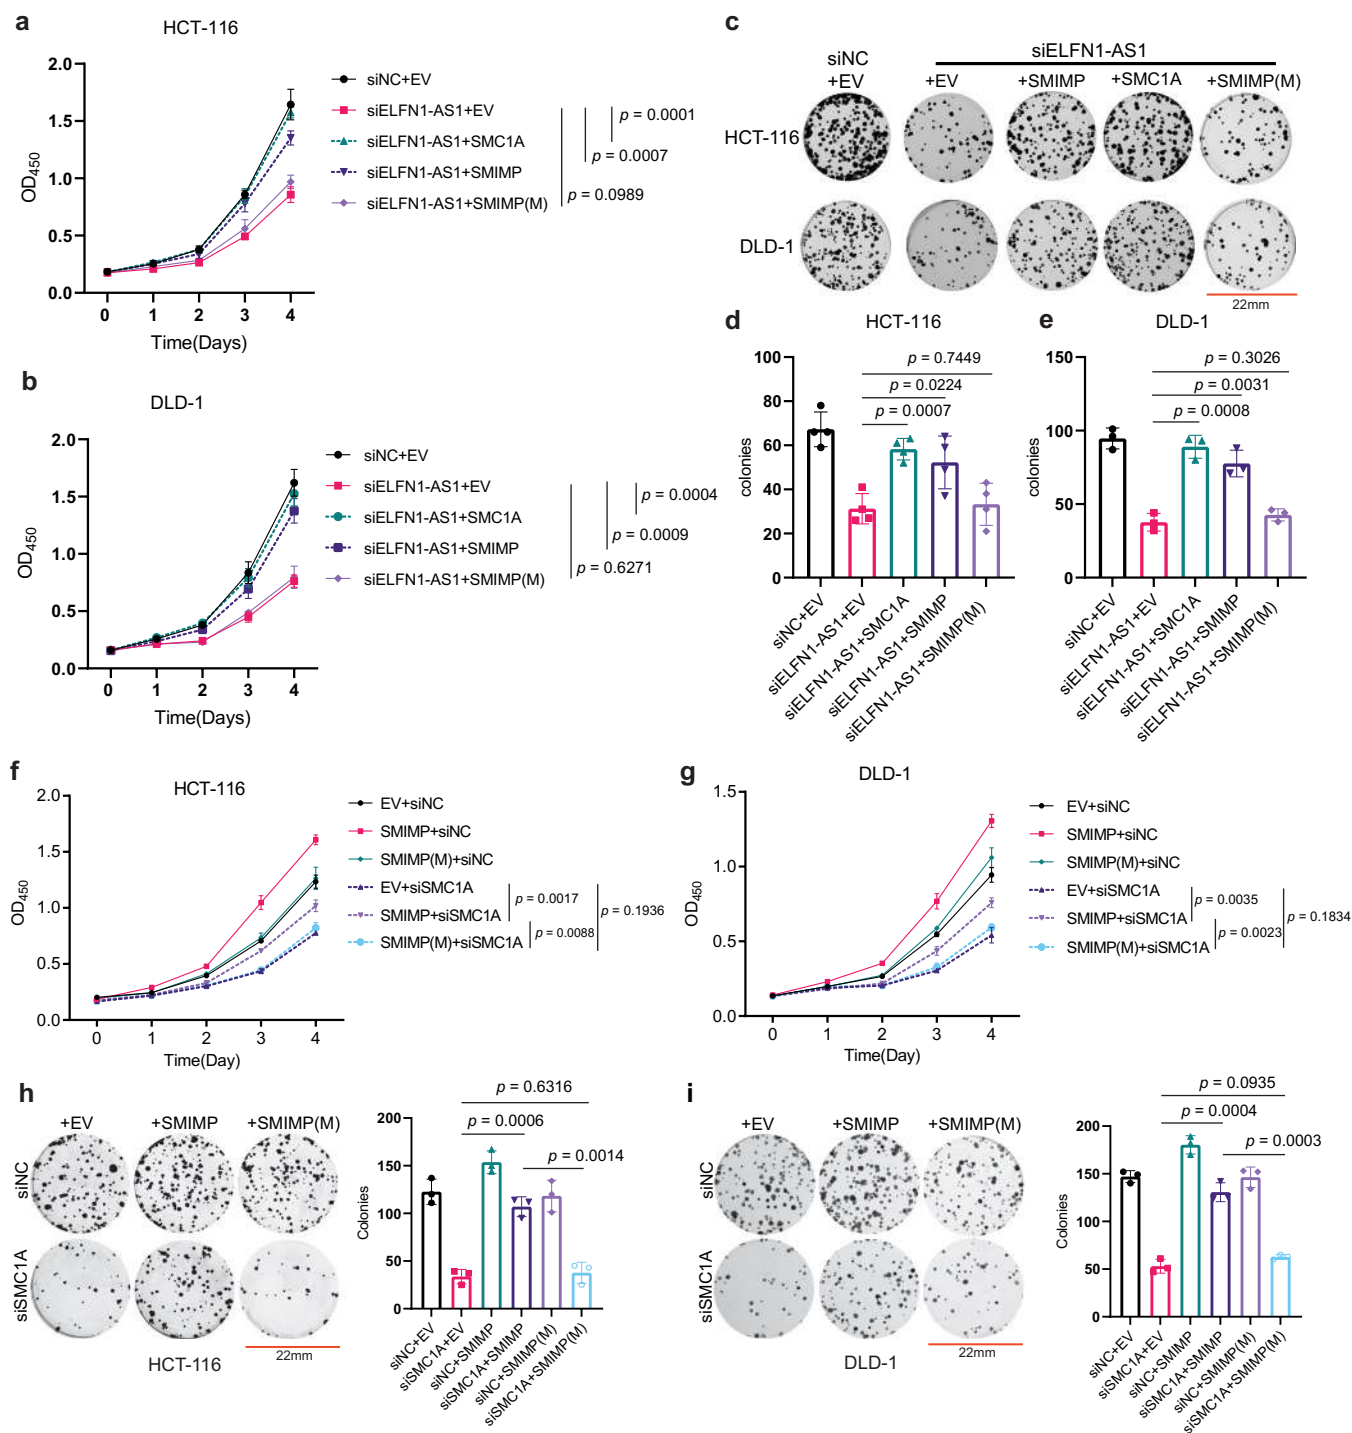 a
HCT-116
2.0
1.5
1.0
0.5
0.0
OD450
0 1 2 3 4
Time(Days)
siNC+EV
siELFN1-AS1+EV
siELFN1-AS1+SMC1A
siELFN1-AS1+SMIMP
siELFN1-AS1+SMIMP(M)
p = 0.0001
p = 0.0007
p = 0.0989
b
DLD-1
2.0
1.5
1.0
0.5
0.0
OD450
0 1 2 3 4
Time(Days)
siNC+EV
siELFN1-AS1+EV
siELFN1-AS1+SMC1A
siELFN1-AS1+SMIMP
siELFN1-AS1+SMIMP(M)
p = 0.0004
p = 0.0009
p = 0.6271
c
siELFN1-AS1
siNC
+EV +EV +SMIMP +SMC1A +SMIMP(M)
HCT-116
DLD-1
22mm
d
HCT-116
100
80
60
40
20
0
colonies
p = 0.7449
p = 0.0224
p = 0.0007
siNC+EV
siELFN1-AS1+EV
siELFN1-AS1+SMC1A
siELFN1-AS1+SMIMP
siELFN1-AS1+SMIMP(M)
e
DLD-1
150
100
50
0
colonies
p = 0.3026
p = 0.0031
p = 0.0008
siNC+EV
siELFN1-AS1+EV
siELFN1-AS1+SMC1A
siELFN1-AS1+SMIMP
siELFN1-AS1+SMIMP(M)
f
HCT-116
2.0
1.5
1.0
0.5
0.0
OD450
0 1 2 3 4
Time(Day)
EV+siNC
SMIMP+siNC
SMIMP(M)+siNC
EV+siSMC1A
SMIMP+siSMC1A
SMIMP(M)+siSMC1A
p = 0.0017
p = 0.0088
p = 0.1936
g
DLD-1
1.5
1.0
0.5
0.0
OD450
0 1 2 3 4
Time(Day)
EV+siNC
SMIMP+siNC
SMIMP(M)+siNC
EV+siSMC1A
SMIMP+siSMC1A
SMIMP(M)+siSMC1A
p = 0.0035
p = 0.0023
p = 0.1834
h
+EV +SMIMP +SMIMP(M)
siNC
siSMC1A
22mm
HCT-116
200
150
100
50
0
Colonies
p = 0.6316
p = 0.0006
p = 0.0014
siNC+EV
siSMC1A+EV
siNC+SMIMP
siSMC1A+SMIMP
siNC+SMIMP(M)
siSMC1A+SMIMP(M)
i
+EV +SMIMP +SMIMP(M)
siNC
siSMC1A
22mm
DLD-1
200
150
100
50
0
Colonies
p = 0.0935
p = 0.0004
p = 0.0003
siNC+EV
siSMC1A+EV
siNC+SMIMP
siSMC1A+SMIMP
siNC+SMIMP(M)
siSMC1A+SMIMP(M)